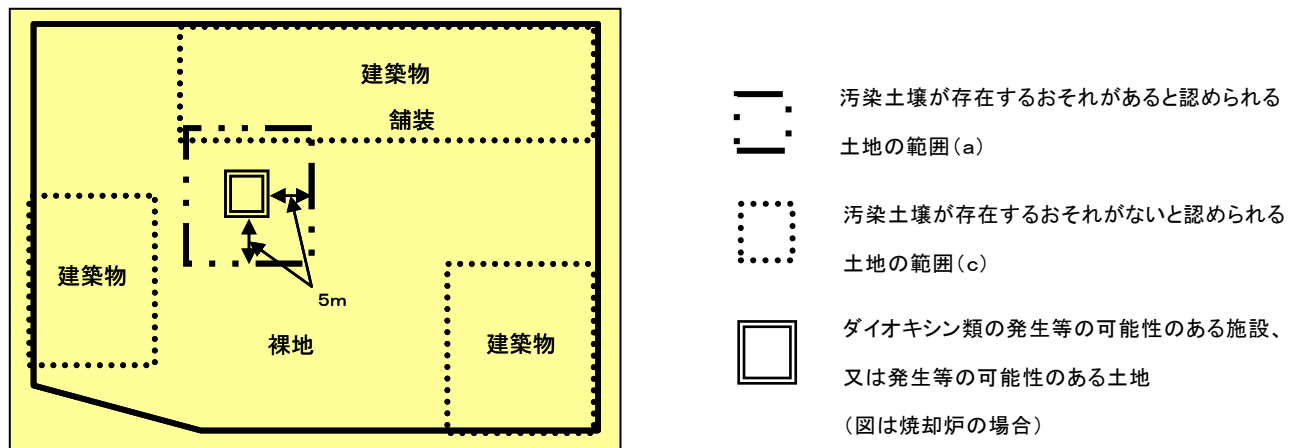 建築物
舗装
建築物
5m
裸地
建築物
汚染土壌が存在するおそれがあると認められる
土地の範囲(a)
汚染土壌が存在するおそれがないと認められる
土地の範囲(c)
ダイオキシン類の発生等の可能性のある施設、
又は発生等の可能性のある土地
(図は焼却炉の場合)